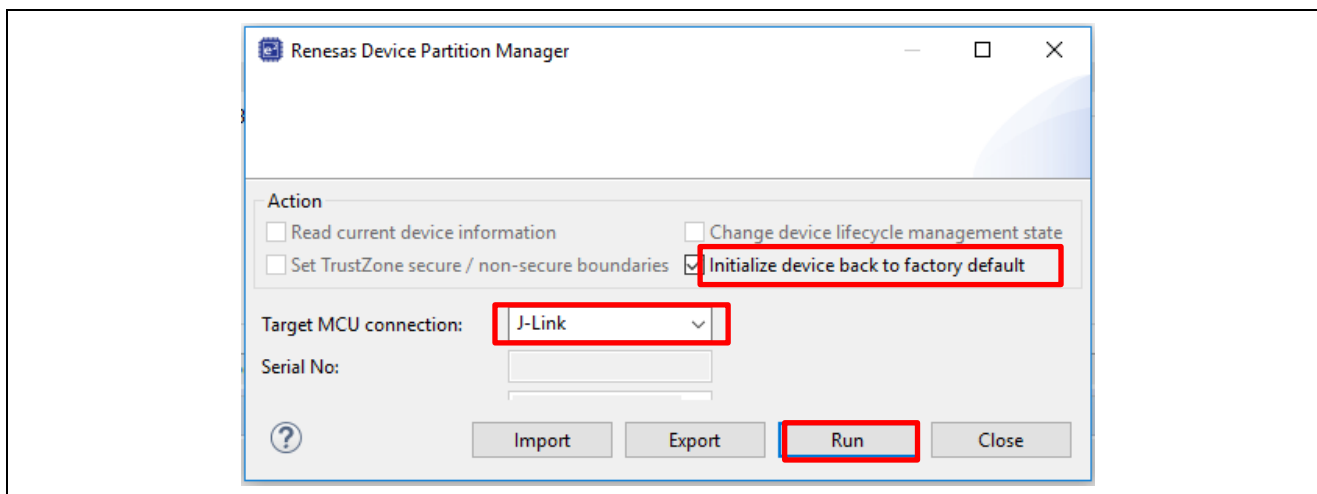 Renesas Device Partition Manager
Action
Read current device information
Change device lifecycle management state
Set TrustZone secure / non-secure boundaries
Initialize device back to factory default
Target MCU connection:
J-Link
Serial No:
?
Import
Export
Run
Close